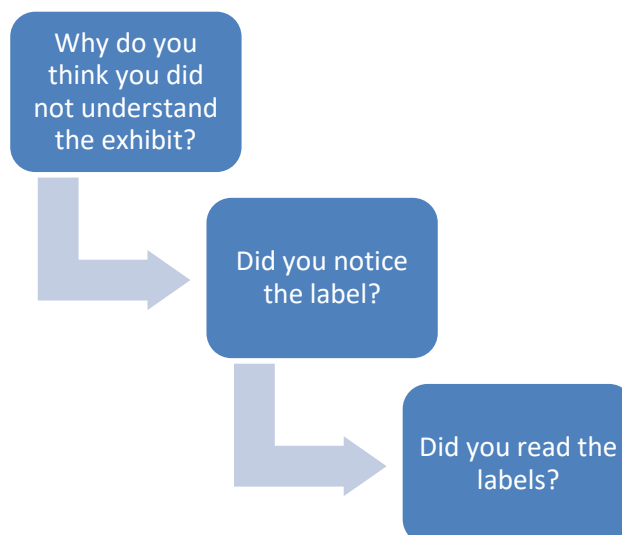 Why do you
think you did
not understand
the exhibit?
Did you notice
the label?
Did you read the
labels?